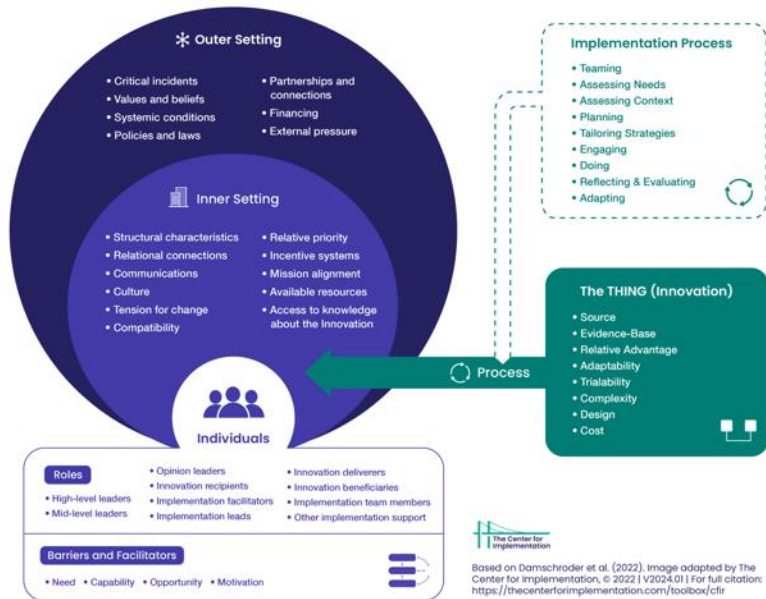 Outer Setting
• Critical incidents
• Values and beliefs
• Systemic conditions
• Policies and laws
• Partnerships and
connections
• Financing
• External pressure
Inner Setting
• Structural characteristics
• Relational connections
• Communications
• Culture
• Tension for change
• Compatibility
• Relative priority
• Incentive systems
• Mission alignment
• Available resources
• Access to knowledge
about the Innovation
Individuals
Roles
• High-level leaders
• Mid-level leaders
• Opinion leaders
• Innovation recipients
• Implementation facilitators
• Implementation leads
• Innovation deliverers
• Innovation beneficiaries
• Implementation team members
• Other implementation support
Barriers and Facilitators
• Need • Capability • Opportunity • Motivation
Implementation Process
• Teaming
• Assessing Needs
• Assessing Context
• Planning
• Tailoring Strategies
• Engaging
• Doing
• Reflecting & Evaluating
• Adapting
Process
The THING (Innovation)
• Source
• Evidence-Base
• Relative Advantage
• Adaptability
• Trialability
• Complexity
• Design
• Cost
The Center for
Implementation
Based on Damschroder et al. (2022). Image adapted by The
Center for Implementation, © 2022 | V2024.01 | For full citation:
https://thecenterforimplementation.com/toolbox/cfir